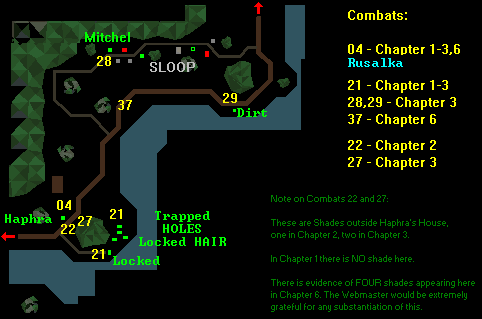 Combats:
Mitchel
04 - Chapter 1-3,6
Rusalka
28
SLOOP
21 - Chapter 1-3
28,29 - Chapter 3
37 - Chapter 6
37
29
Dirt
22 - Chapter 2
27 - Chapter 3
Note on Combats 22 and 27:
04
Haphra
22
27
21
Trapped
HOLES
Locked HAIR
21
Locked
These are Shades outside Haphra's House,
one in Chapter 2, two in Chapter 3.
In Chapter 1 there is NO shade here.
There is evidence of FOUR shades appearing here
in Chapter 6. The Webmaster would be extremely
grateful for any substantiation of this.